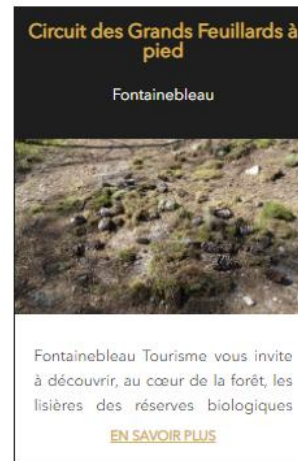 Circuit des Grands Feuillards à
pied
Fontainebleau
Fontainebleau Tourisme vous invite
à découvrir, au cœur de la forêt, les
lisières des réserves biologiques
EN SAVOIR PLUS